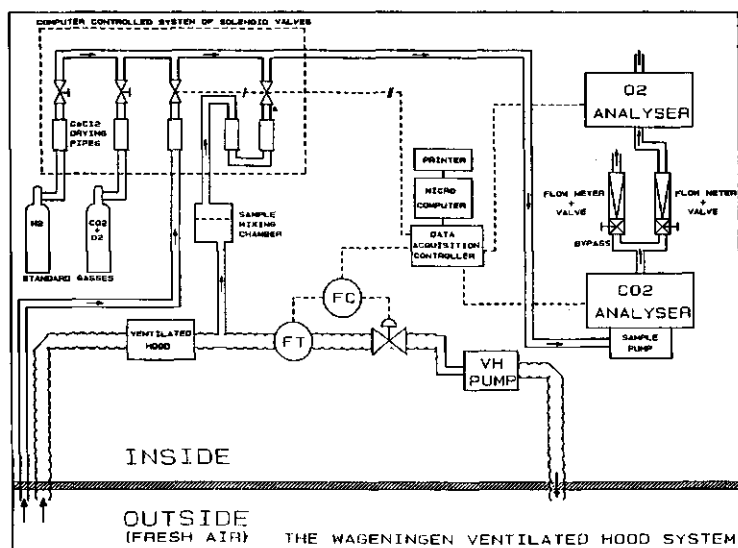 COMPUTER CONTROLLED SYSTEM OF SOLENOID VALVES
CaCl2
DRYING
PIPES
N2
CO2
+
O2
STANDARD GASSES
SAMPLE
MIXING
CHAMBER
PRINTER
MICRO
COMPUTER
DATA
ACQUISITION
CONTROLLER
O2
ANALYSER
FLOW METER
+
VALVE
FLOW METER
+
VALVE
BYPASS
CO2
ANALYSER
SAMPLE
PUMP
FC
FT
VENTILATED
HOOD
VH
PUMP
INSIDE
OUTSIDE
(FRESH AIR)
THE WAGENINGEN VENTILATED HOOD SYSTEM